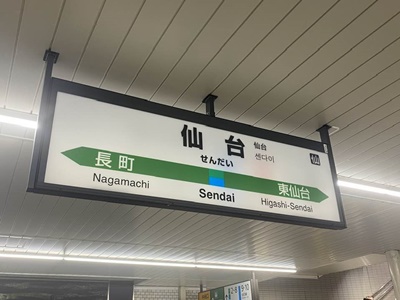 仙台
せんだい
仙台
센다이
長町
Nagamachi
Sendai
東仙台
Higashi-Sendai